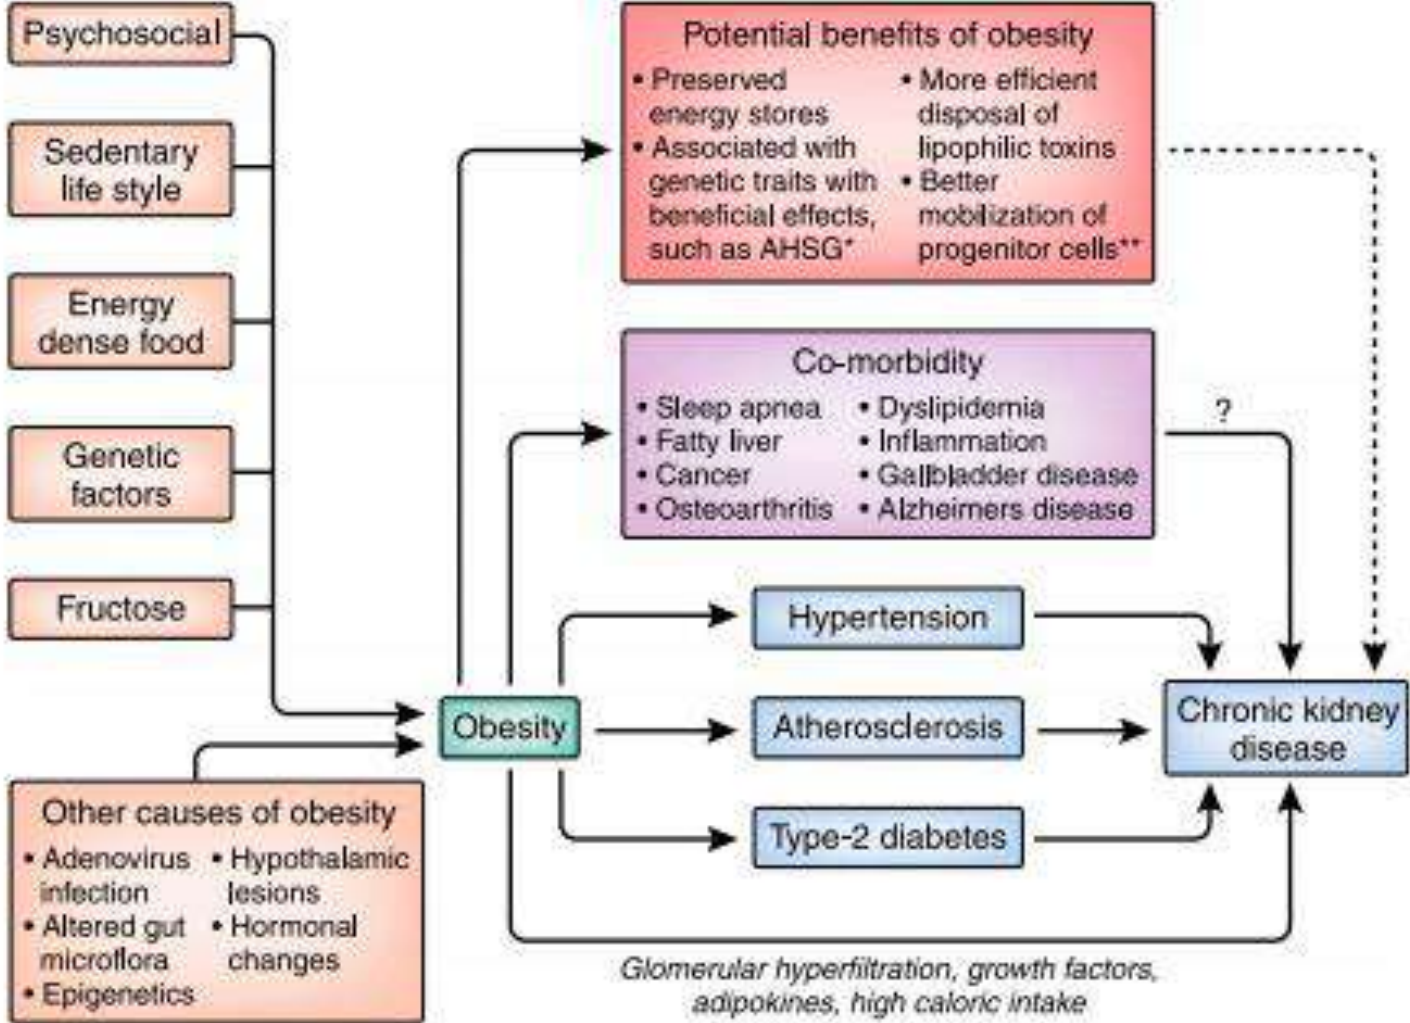 Psychosocial
Sedentary
life style
Energy
dense food
Genetic
factors
Fructose
Other causes of obesity
• Adenovirus
infection
• Altered gut
microflora
• Epigenetics
• Hypothalamic
lesions
• Hormonal
changes
Obesity
Potential benefits of obesity
• Preserved
energy stores
• Associated with
genetic traits with
beneficial effects,
such as AHSG*
• More efficient
disposal of
lipophilic toxins
• Better
mobilization of
progenitor cells**
Co-morbidity
• Sleep apnea
• Fatty liver
• Cancer
• Osteoarthritis
• Dyslipidemia
• Inflammation
• Gallbladder disease
• Alzheimers disease
?
Hypertension
Atherosclerosis
Type-2 diabetes
Chronic kidney
disease
Glomerular hyperfiltration, growth factors,
adipokines, high caloric intake